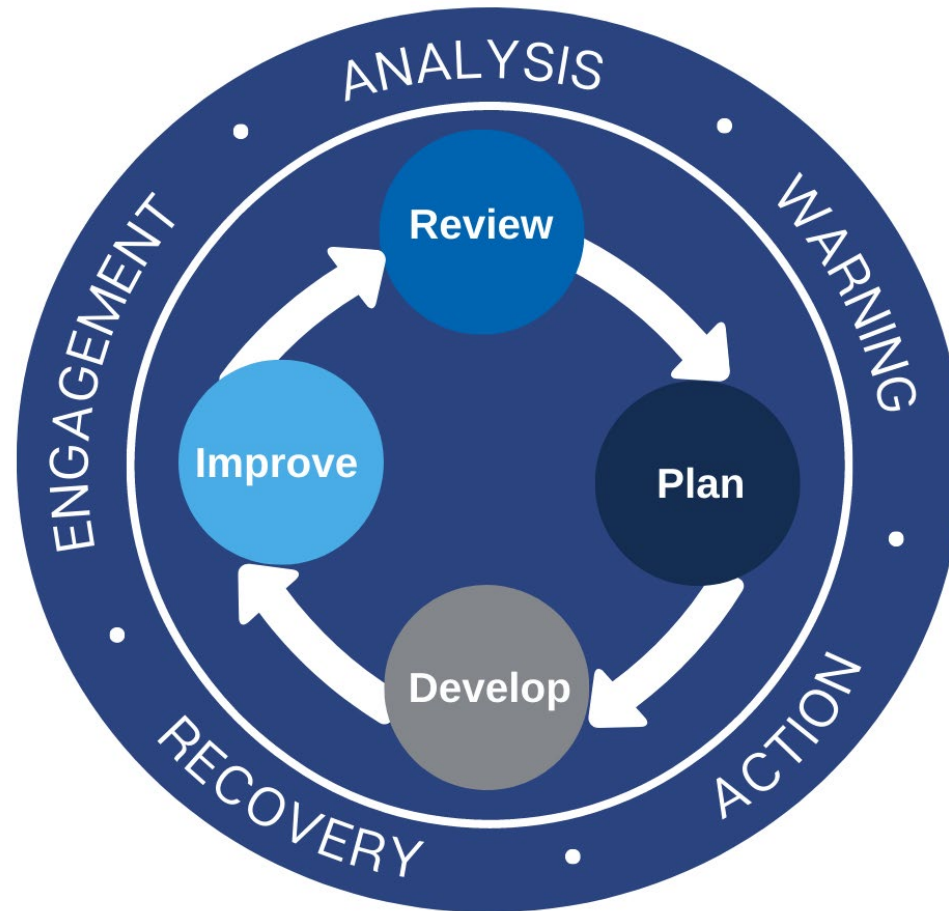 ANALYSIS
WARNING
ACTION
RECOVERY
ENGAGEMENT
Review
Plan
Develop
Improve